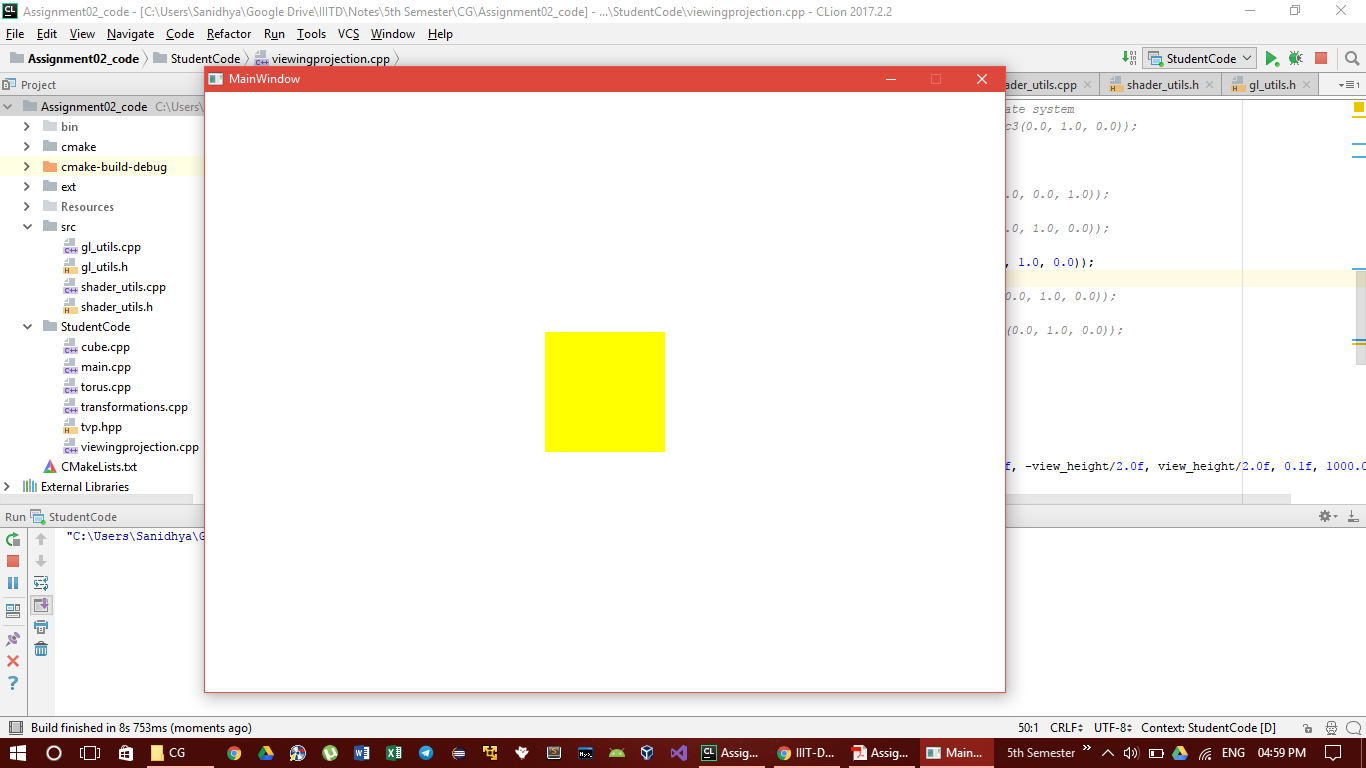 Assignment02_code - [C:\Users\Sanidhya\Google Drive\IIITD\Notes\5th Semester\CG\Assignment02_code] - ...\StudentCode\viewingprojection.cpp - CLion 2017.2.2
File Edit View Navigate Code Refactor Run Tools VCS Window Help
Assignment02_code StudentCode viewingprojection.cpp StudentCode
Project
MainWindow
ader_utils.cpp shader_utils.h gl_utils.h
Assignment02_code C:\Users\
ate system
bin
c3(0.0, 1.0, 0.0));
cmake
cmake-build-debug
ext
.0, 0.0, 1.0));
Resources
src
.0, 1.0, 0.0));
gl_utils.cpp
, 1.0, 0.0));
gl_utils.h
shader_utils.cpp
0.0, 1.0, 0.0));
shader_utils.h
StudentCode
(0.0, 1.0, 0.0));
cube.cpp
main.cpp
torus.cpp
transformations.cpp
tvp.hpp
viewingprojection.cpp
CMakeLists.txt
f, -view_height/2.0f, view_height/2.0f, 0.1f, 1000.0
External Libraries
Run StudentCode
"C:\Users\Sanidhya\G
Build finished in 8s 753ms (moments ago)
50:1 CRLF UTF-8 Context: StudentCode [D]
CG Assig... IIIT-D... Assig... Main... 5th Semester ENG 04:59 PM